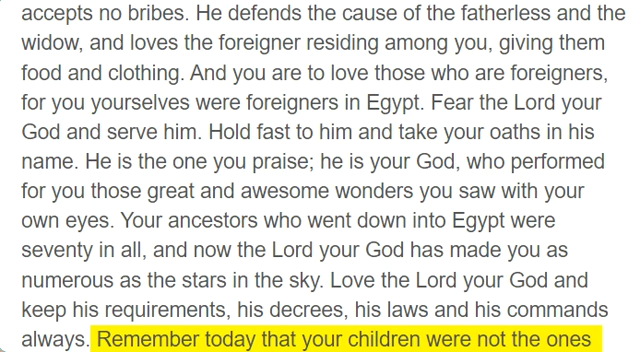 accepts no bribes. He defends the cause of the fatherless and the
widow, and loves the foreigner residing among you, giving them
food and clothing. And you are to love those who are foreigners,
for you yourselves were foreigners in Egypt. Fear the Lord your
God and serve him. Hold fast to him and take your oaths in his
name. He is the one you praise; he is your God, who performed
for you those great and awesome wonders you saw with your
own eyes. Your ancestors who went down into Egypt were
seventy in all, and now the Lord your God has made you as
numerous as the stars in the sky. Love the Lord your God and
keep his requirements, his decrees, his laws and his commands
always. Remember today that your children were not the ones